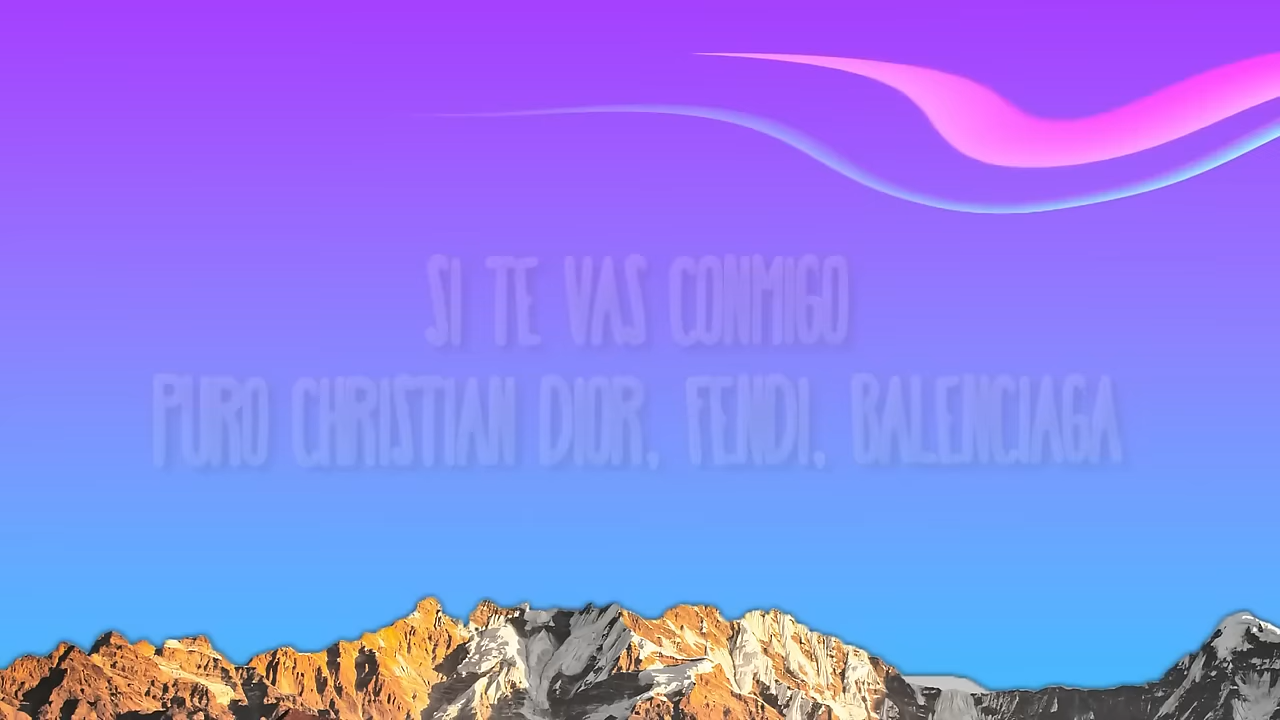 SI TE VAS CONMIGO
PURO CHRISTIAN DIOR, FENDI, BALENCIAGA